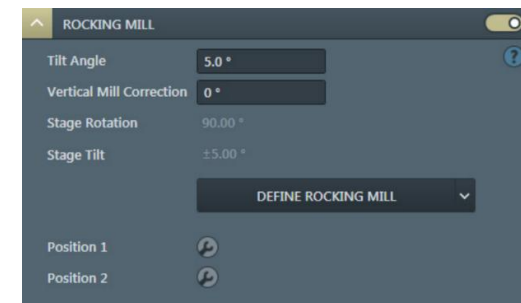 ROCKING MILL
Tilt Angle 5.0 °
Vertical Mill Correction 0 °
Stage Rotation 90.00 °
Stage Tilt ±5.00 °
DEFINE ROCKING MILL
Position 1
Position 2